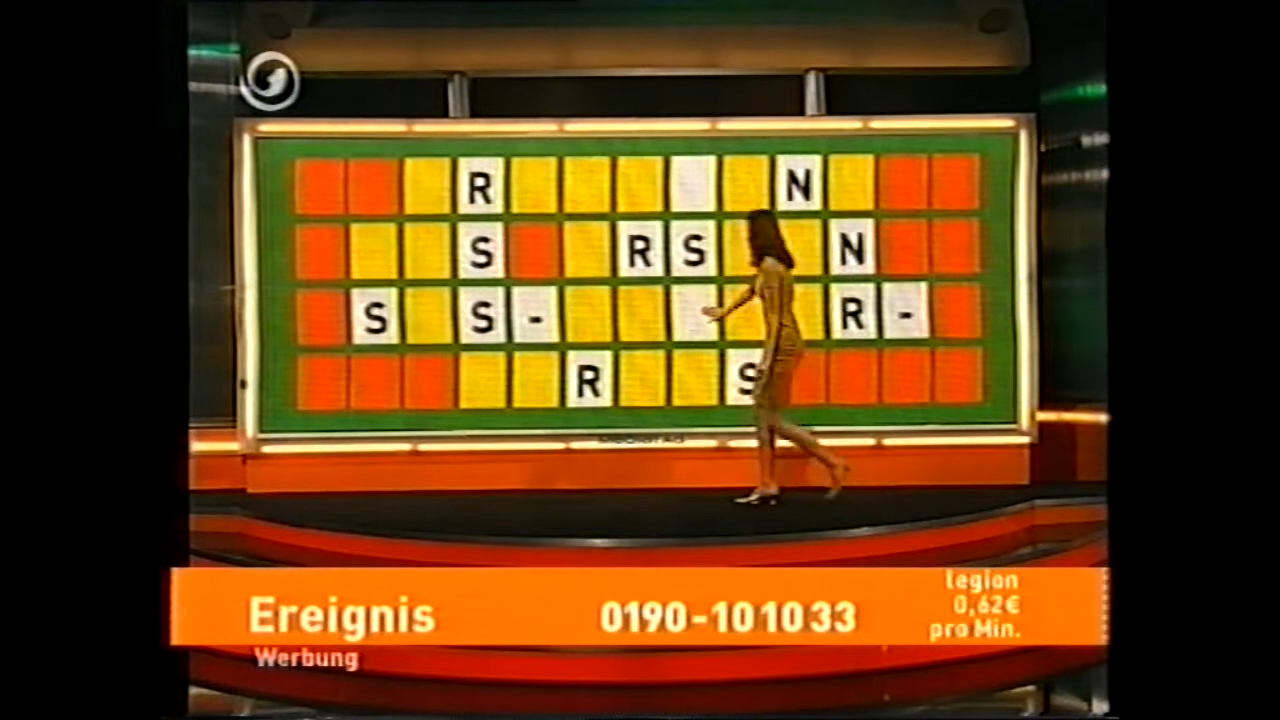 R N
S RS N
S S- R-
R S
Ereignis
0190-101033
legion
0,62€
pro Min.
Werbung